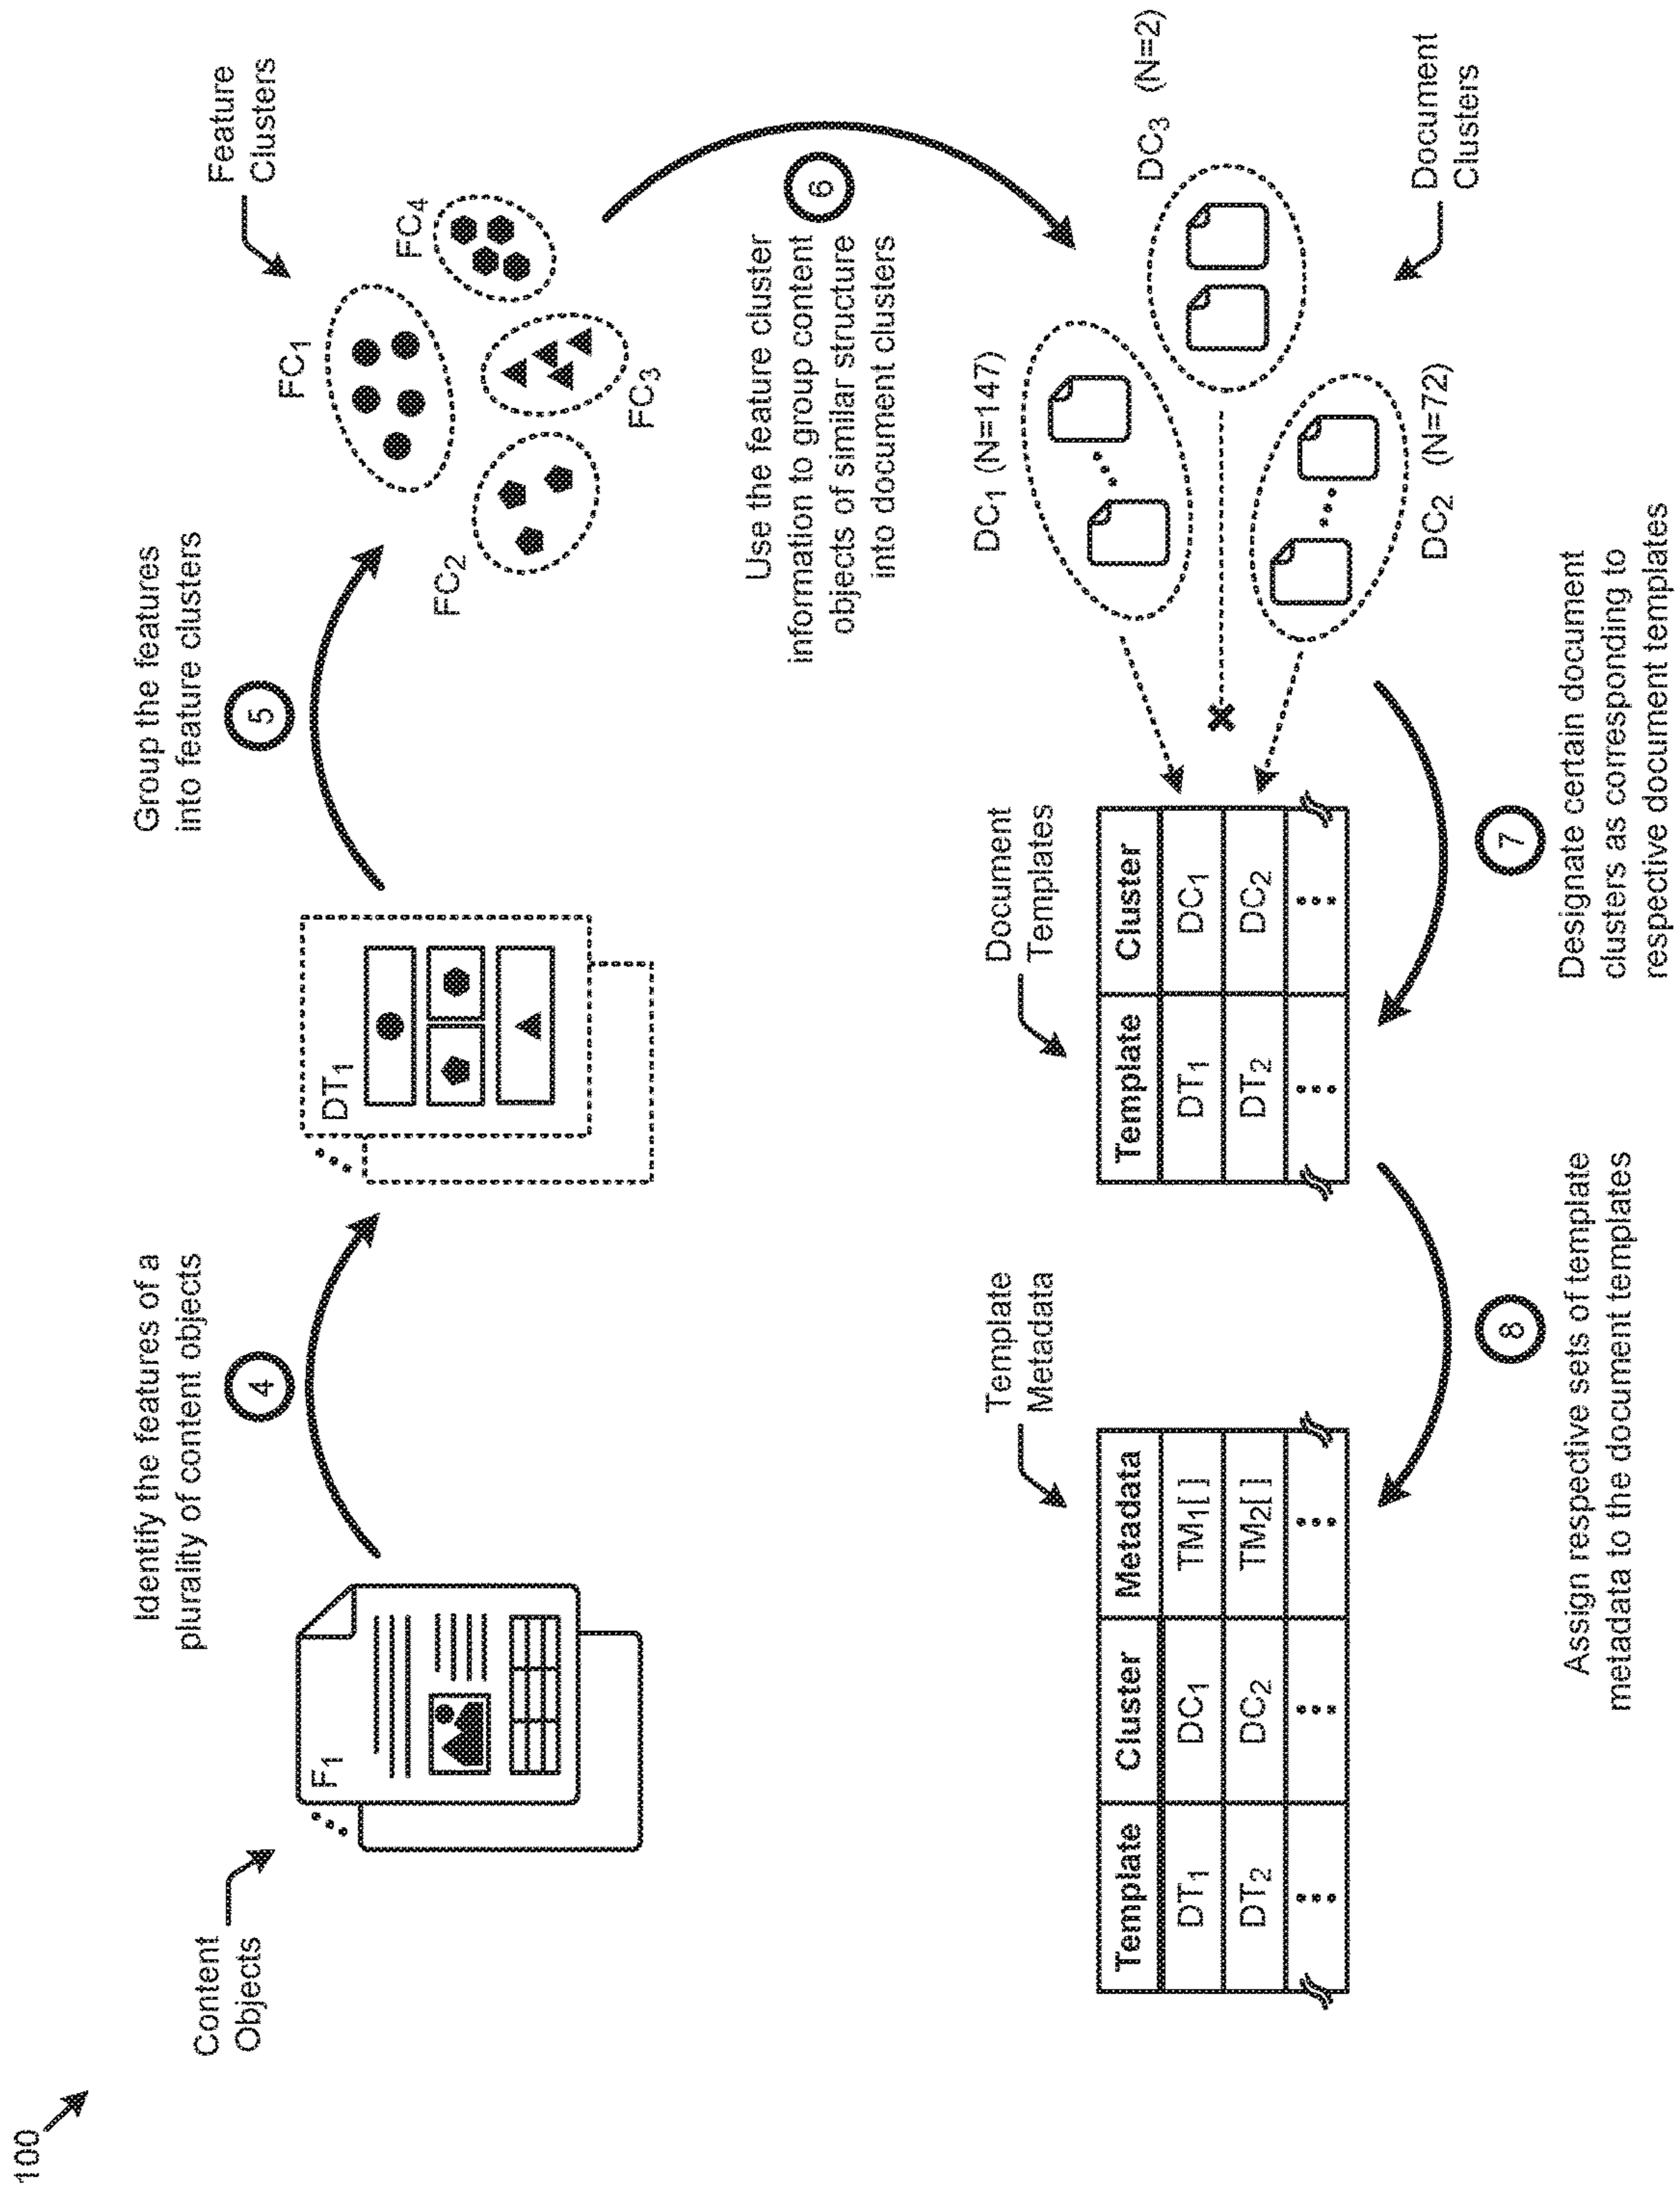 100
Content
Objects
F1
Identify the features of a
plurality of content objects
4
DT1
Group the features
into feature clusters
5
Feature
Clusters
FC1
FC2
FC3
FC4
Use the feature cluster
information to group content
objects of similar structure
into document clusters
6
DC1 (N=147)
DC3 (N=2)
DC2 (N=72)
Document
Clusters
Document
Templates
Template Cluster
DT1 DC1
DT2 DC2
7
Designate certain document
clusters as corresponding to
respective document templates
Template
Metadata
Template Cluster Metadata
DT1 DC1 TM1[ ]
DT2 DC2 TM2[ ]
8
Assign respective sets of template
metadata to the document templates